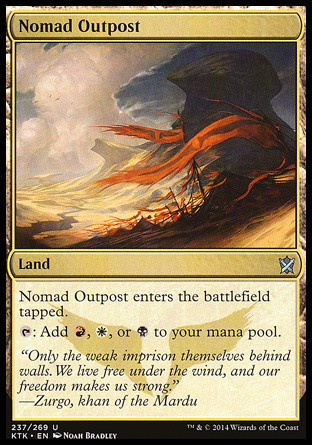 Nomad Outpost
Land
Nomad Outpost enters the battlefield
tapped.
: Add , , or to your mana pool.
“Only the weak imprison themselves behind
walls. We live free under the wind, and our
freedom makes us strong.”
—Zurgo, khan of the Mardu
237/269 U
KTK • EN Noah Bradley
™ & © 2014 Wizards of the Coast